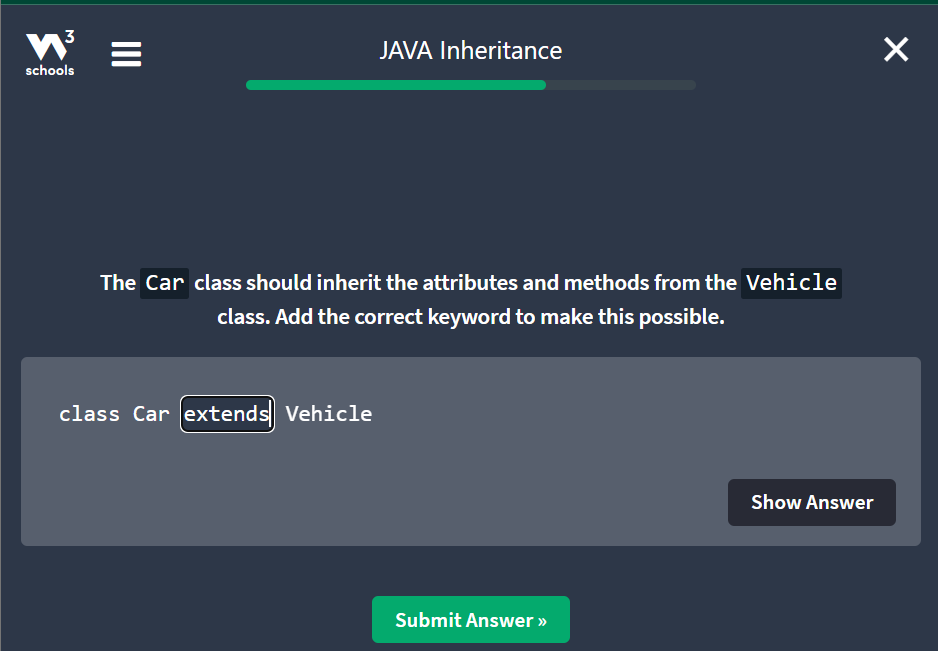 W3
schools
JAVA Inheritance
The Car class should inherit the attributes and methods from the Vehicle
class. Add the correct keyword to make this possible.
class Car extends Vehicle
Show Answer
Submit Answer »